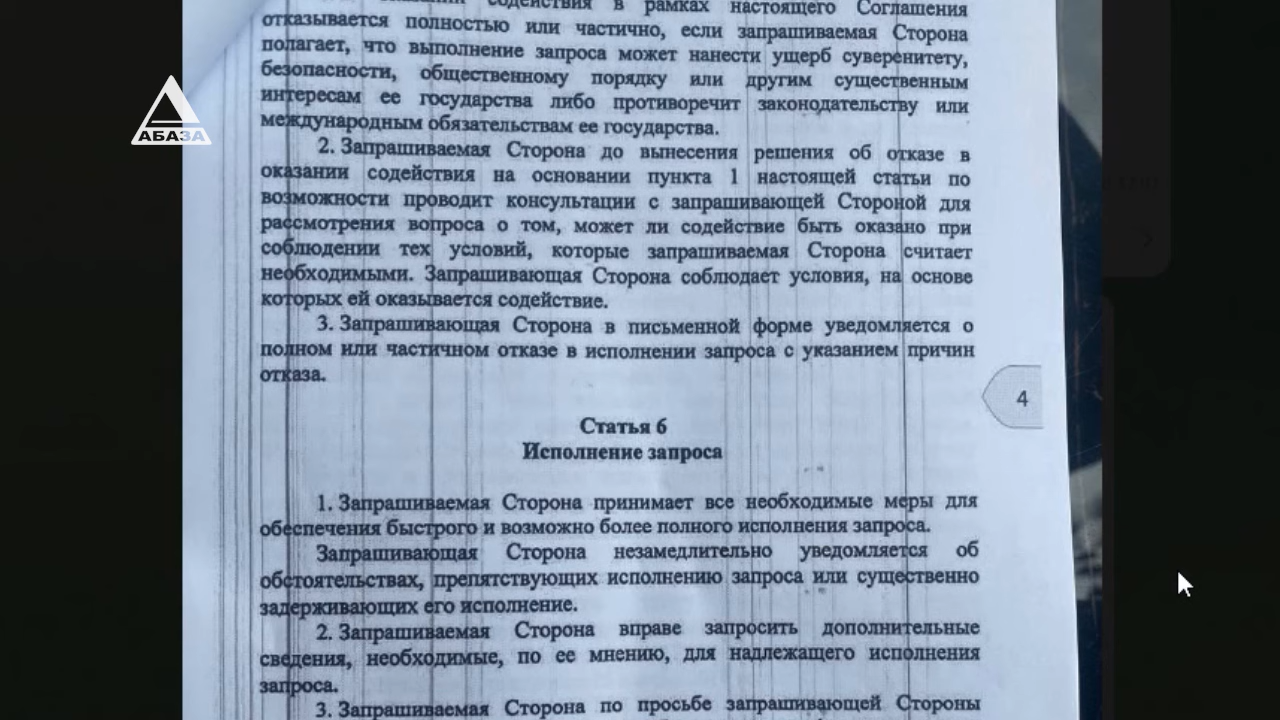 содействия в рамках настоящего Соглашения
отказывается полностью или частично, если запрашиваемая Сторона
полагает, что выполнение запроса может нанести ущерб суверенитету,
безопасности, общественному порядку или другим существенным
интересам ее государства либо противоречит законодательству или
международным обязательствам ее государства.
2. Запрашиваемая Сторона до вынесения решения об отказе в
оказании содействия на основании пункта 1 настоящей статьи по
возможности проводит консультации с запрашивающей Стороной для
рассмотрения вопроса о том, может ли содействие быть оказано при
соблюдении тех условий, которые запрашиваемая Сторона считает
необходимыми. Запрашивающая Сторона соблюдает условия, на основе
которых ей оказывается содействие.
3. Запрашивающая Сторона в письменной форме уведомляется о
полном или частичном отказе в исполнении запроса с указанием причин
отказа.
4
Статья 6
Исполнение запроса
1. Запрашиваемая Сторона принимает все необходимые меры для
обеспечения быстрого и возможно более полного исполнения запроса.
Запрашивающая Сторона незамедлительно уведомляется об
обстоятельствах, препятствующих исполнению запроса или существенно
задерживающих его исполнение.
2. Запрашиваемая Сторона вправе запросить дополнительные
сведения, необходимые, по ее мнению, для надлежащего исполнения
запроса.
3. Запрашиваемая Сторона по просьбе запрашивающей Стороны
АБАЗА